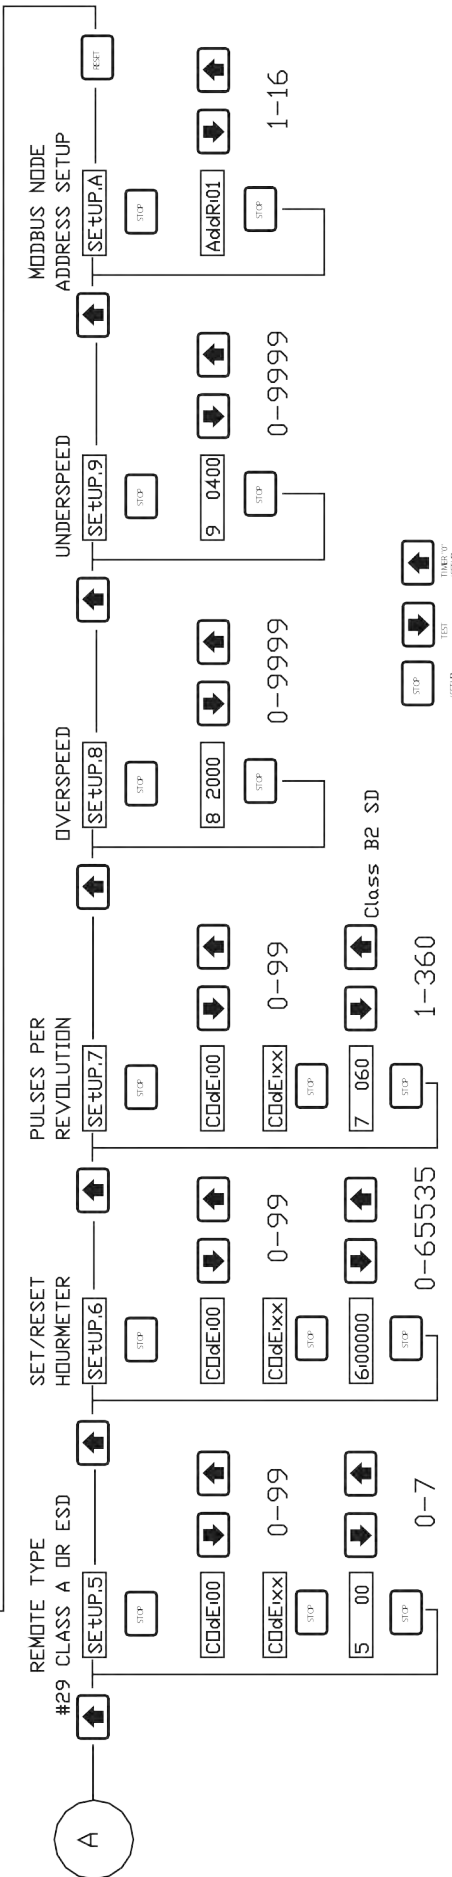 A
REMOTE TYPE
#29 CLASS A OR ESD
SEtUP.5
STOP
COdE:00
0-99
COdE:xx
STOP
5 00
STOP
0-7
SET/RESET
HOURMETER
SEtUP.6
STOP
COdE:00
0-99
COdE:xx
STOP
6:00000
STOP
0-65535
PULSES PER
REVOLUTION
SEtUP.7
STOP
COdE:00
0-99
COdE:xx
STOP
7 060
STOP
1-360
Class B2 SD
OVERSPEED
SEtUP.8
STOP
8 2000
STOP
0-9999
UNDERSPEED
SEtUP.9
STOP
9 0400
STOP
0-9999
MODBUS NODE
ADDRESS SETUP
SEtUP.A
STOP
AddR:01
STOP
1-16
RESET
STOP
TEST
TIMER "0"